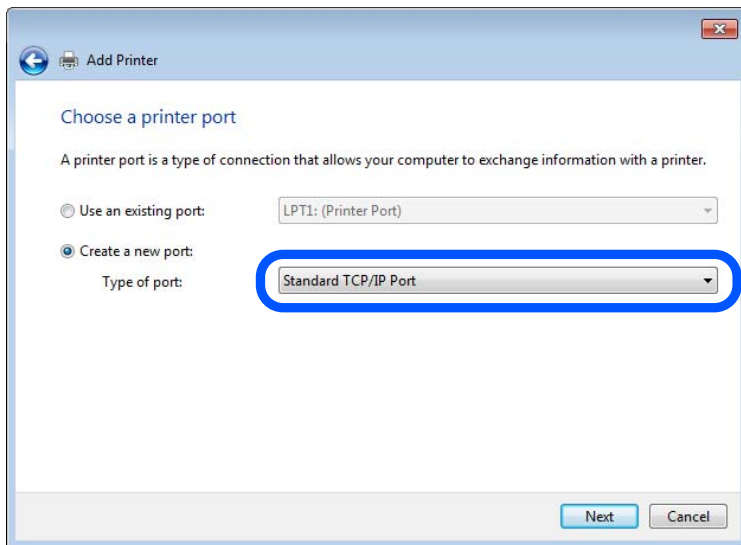 Add Printer
Choose a printer port
A printer port is a type of connection that allows your computer to exchange information with a printer.
Use an existing port: LPT1: (Printer Port)
Create a new port:
Type of port: Standard TCP/IP Port
Next Cancel